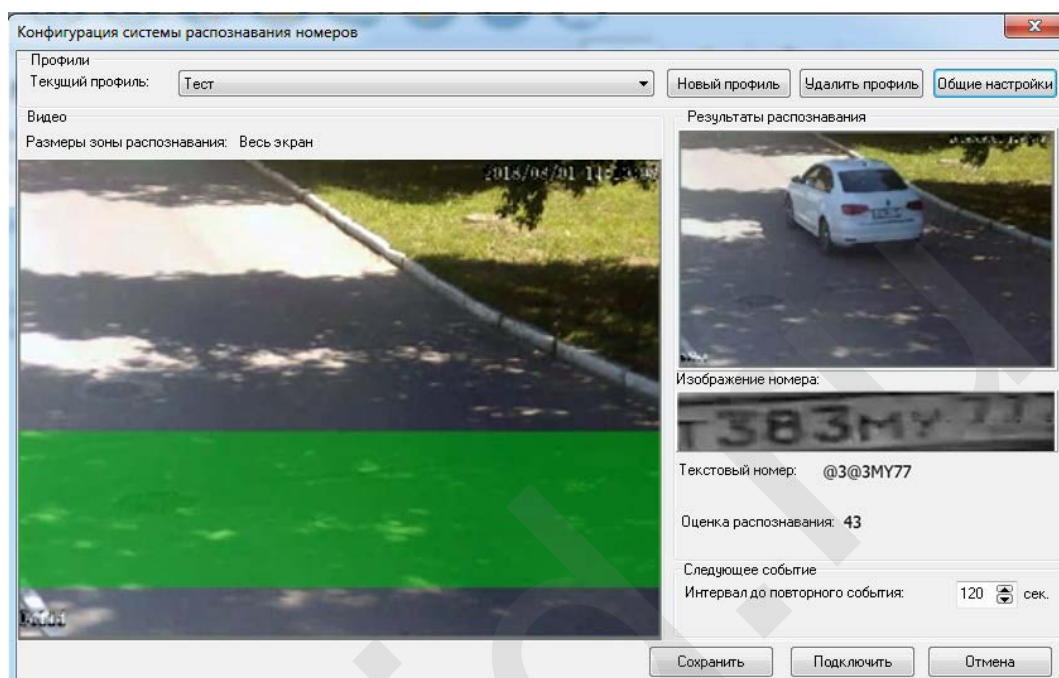 Конфигурация системы распознавания номеров
Профили
Текущий профиль: Тест Новый профиль Удалить профиль Общие настройки
Видео
Размеры зоны распознавания: Весь экран
Результаты распознавания
Изображение номера:
Т383МУ
Текстовый номер: @3@3MY77
Оценка распознавания: 43
Следующее событие
Интервал до повторного события: 120 сек.
Сохранить Подключить Отмена